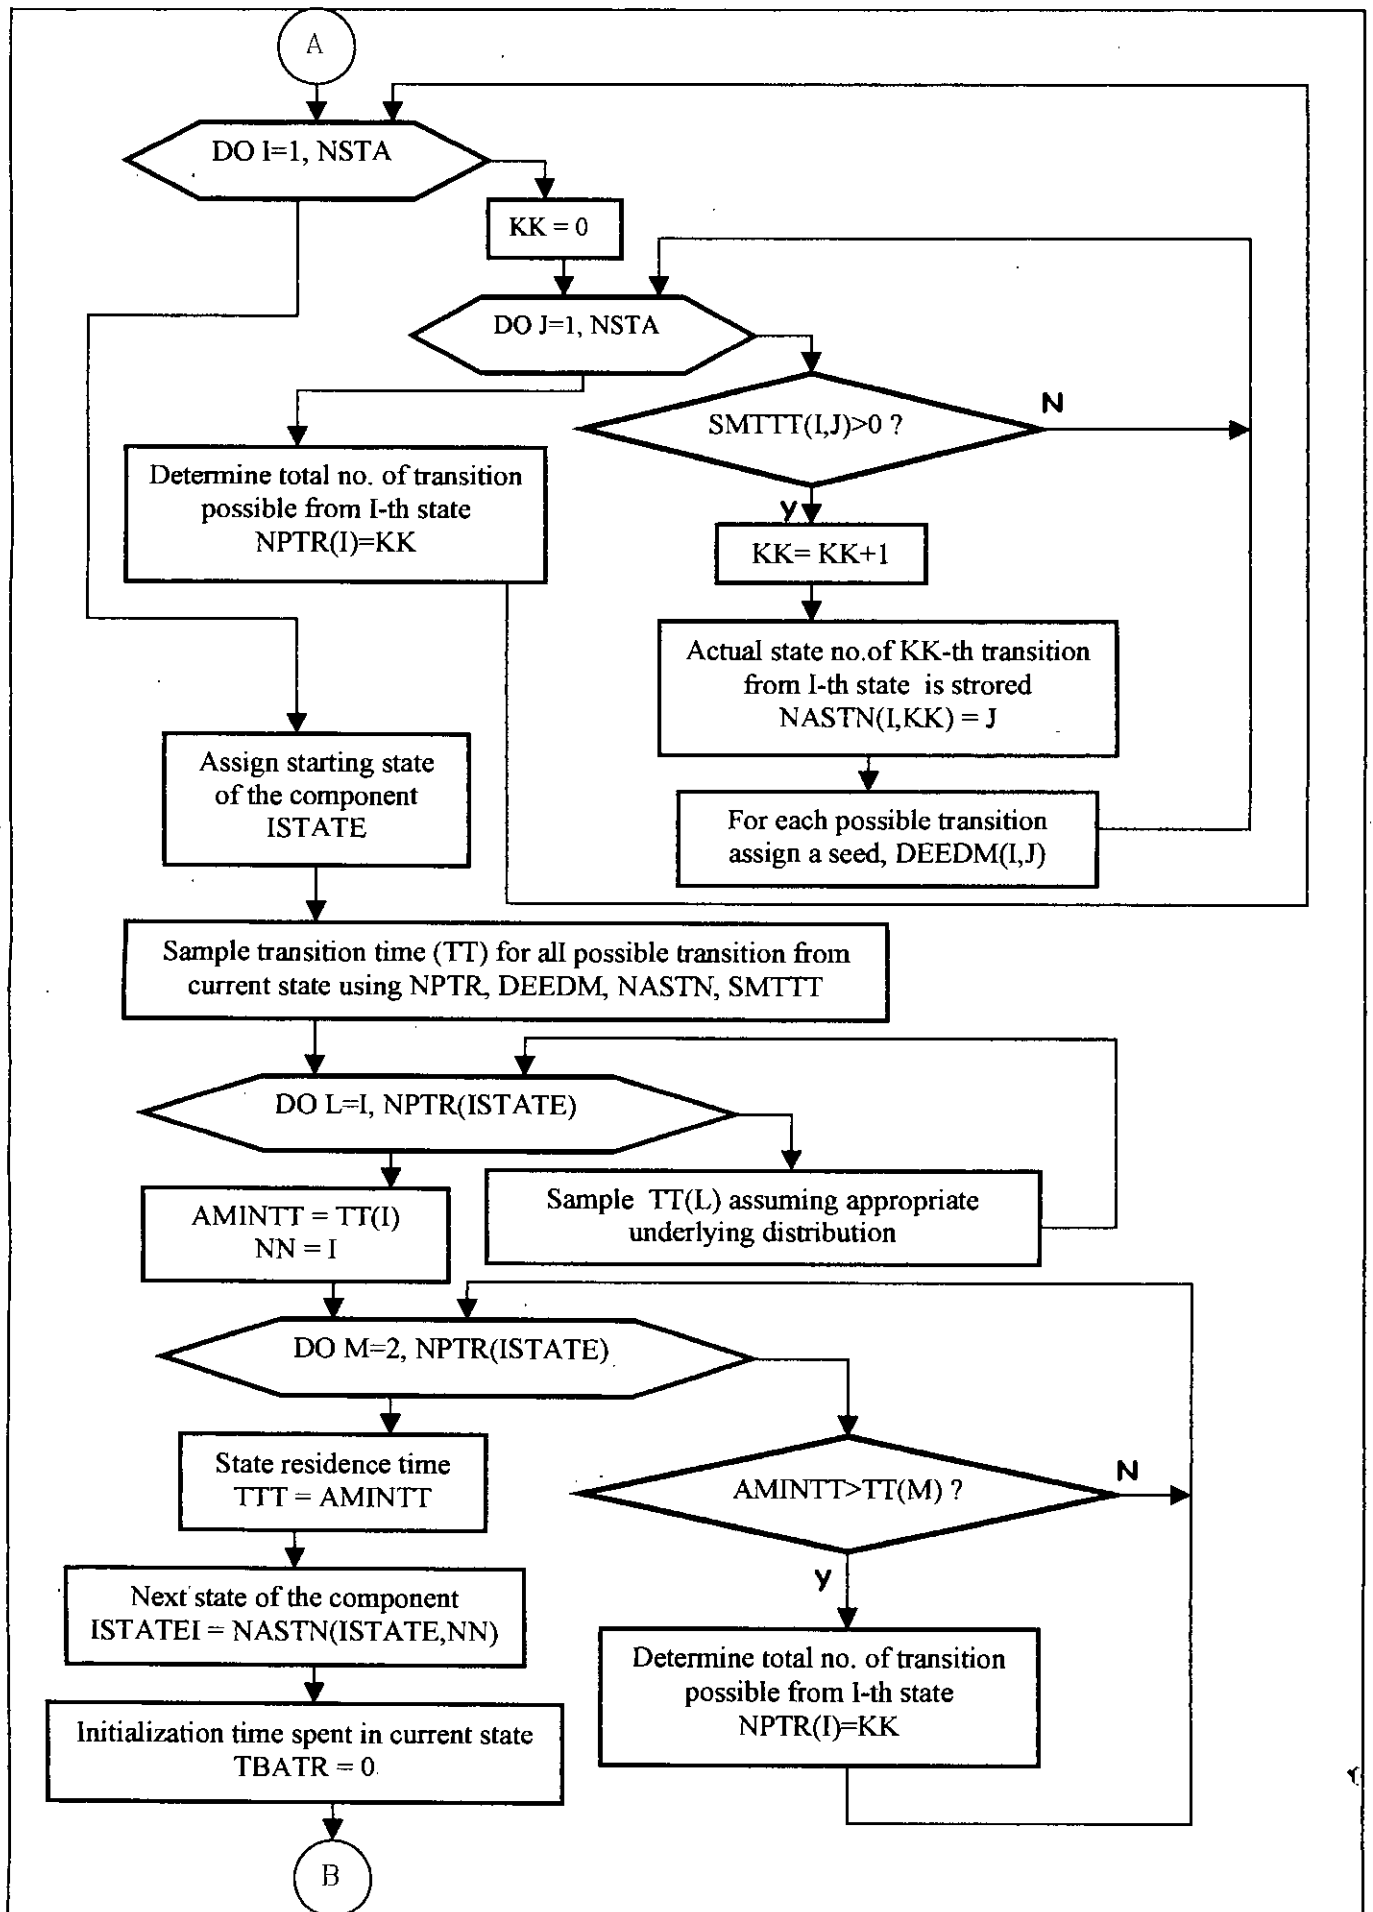 A
DO I=1, NSTA
KK = 0
DO J=1, NSTA
SMTTT(I,J)>0 ?
N
Determine total no. of transition
possible from I-th state
NPTR(I)=KK
y
KK= KK+1
Actual state no.of KK-th transition
from I-th state is strored
NASTN(I,KK) = J
Assign starting state
of the component
ISTATE
For each possible transition
assign a seed, DEEDM(I,J)
Sample transition time (TT) for all possible transition from
current state using NPTR, DEEDM, NASTN, SMTTT
DO L=I, NPTR(ISTATE)
AMINTT = TT(I)
NN = I
Sample TT(L) assuming appropriate
underlying distribution
DO M=2, NPTR(ISTATE)
State residence time
TTT = AMINTT
AMINTT>TT(M) ?
N
y
Next state of the component
ISTATEI = NASTN(ISTATE,NN)
Determine total no. of transition
possible from I-th state
NPTR(I)=KK
Initialization time spent in current state
TBATR = 0
B